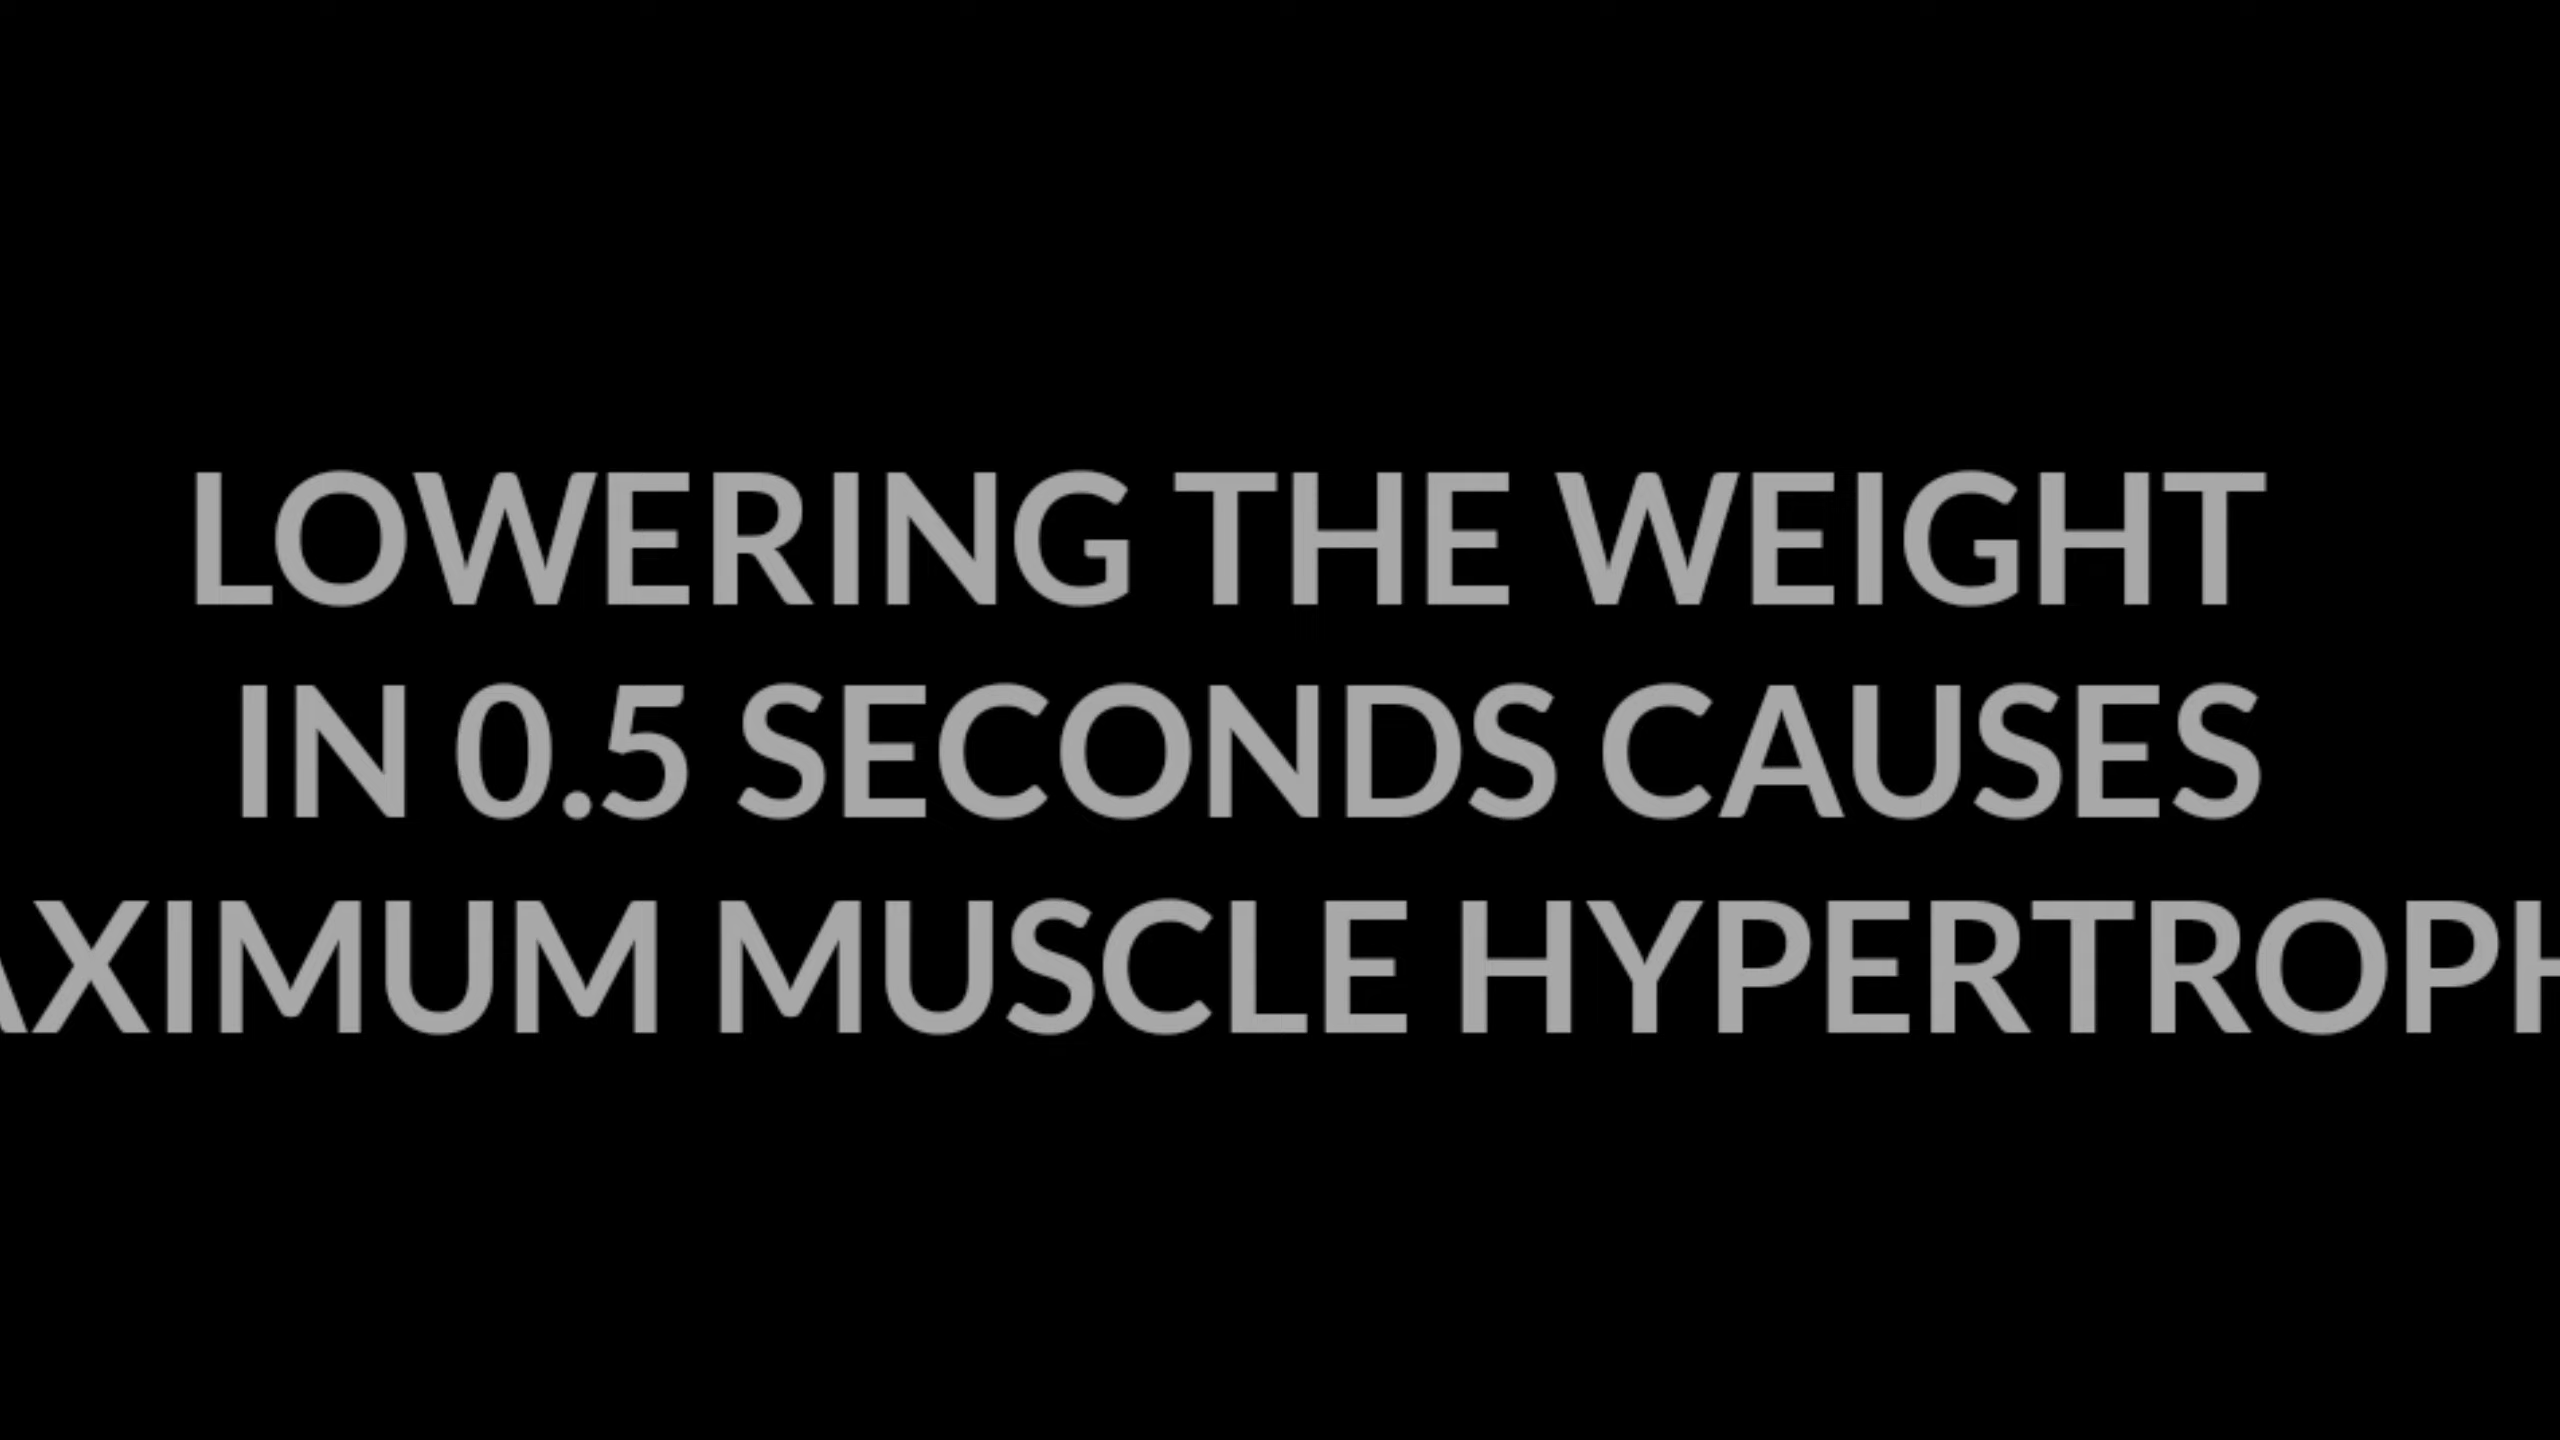 LOWERING THE WEIGHT
IN 0.5 SECONDS CAUSES
AXIMUM MUSCLE HYPERTROPH